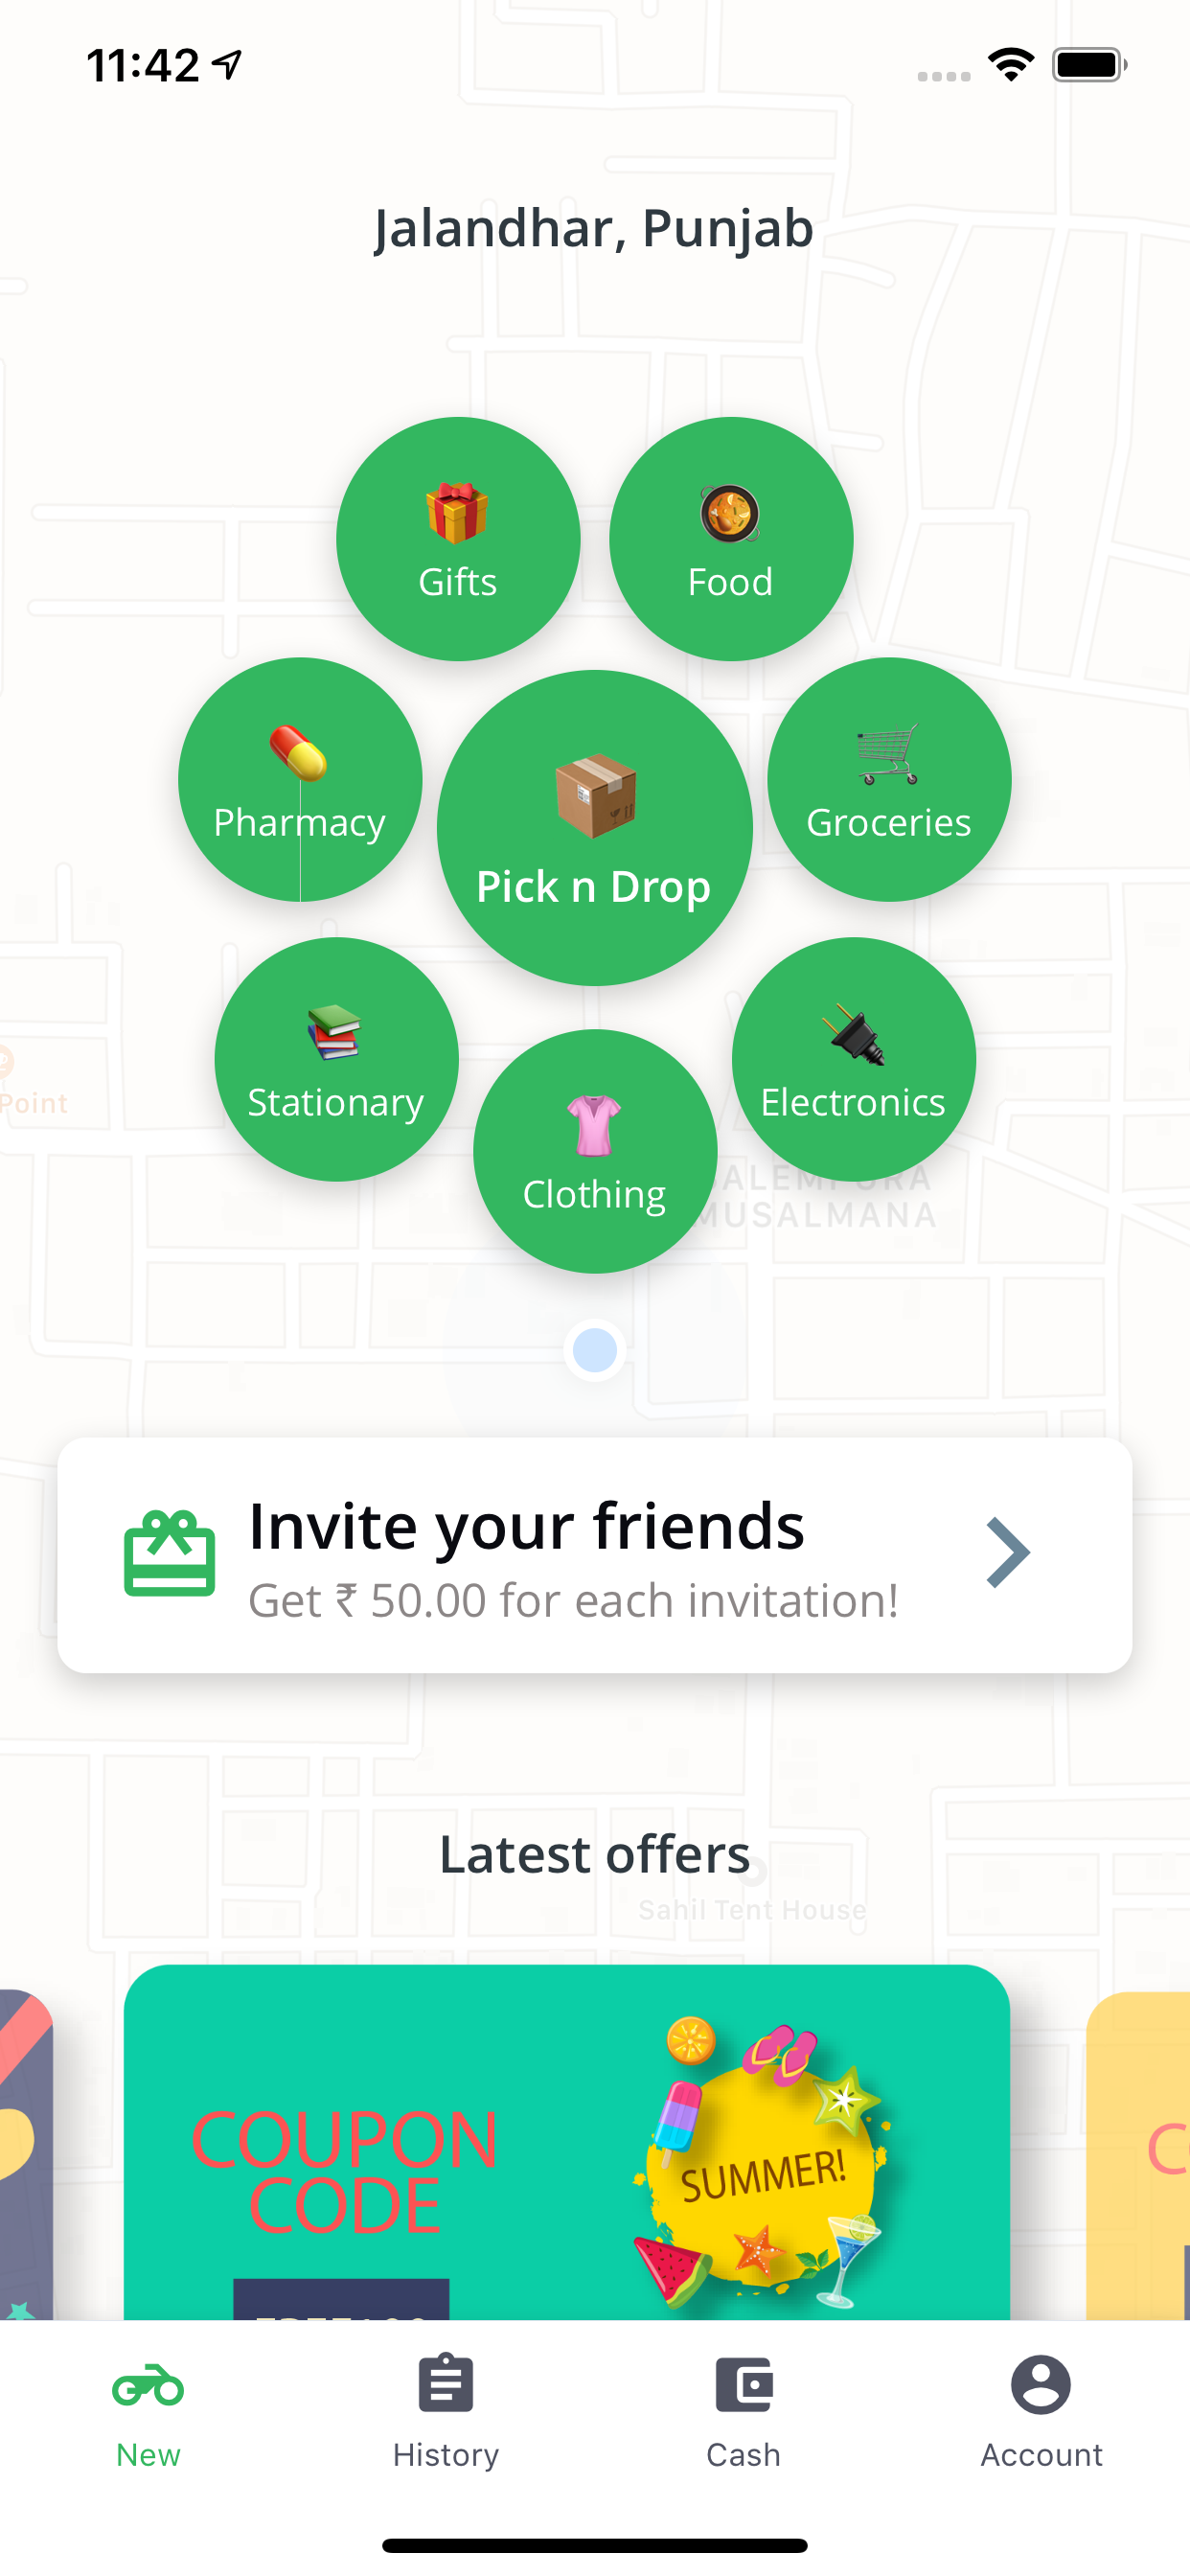 11:42
Jalandhar, Punjab
Gifts
Food
Pharmacy
Pick n Drop
Groceries
Stationary
Electronics
Clothing
Point
MUSALMANA
Invite your friends
Get ₹ 50.00 for each invitation!
Latest offers
Sahil Tent House
COUPON
CODE
SUMMER!
New
History
Cash
Account